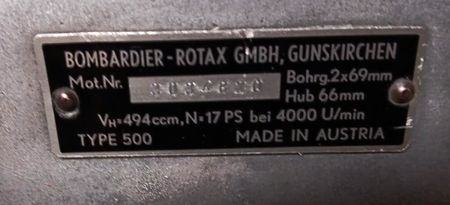 BOMBARDIER-ROTAX GMBH, GUNSKIRCHEN
Mot.Nr. Bohrg.2x69mm
Hub 66mm
VH=494ccm, N=17 PS bei 4000 U/min
TYPE 500 MADE IN AUSTRIA